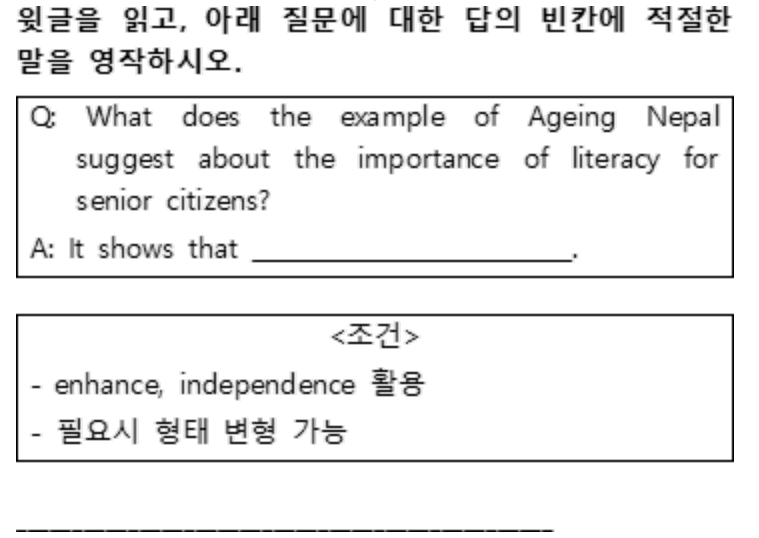 윗글을 읽고, 아래 질문에 대한 답의 빈칸에 적절한
말을 영작하시오.
Q: What does the example of Ageing Nepal
suggest about the importance of literacy for
senior citizens?
A: It shows that ____________________.
<조건>
- enhance, independence 활용
- 필요시 형태 변형 가능